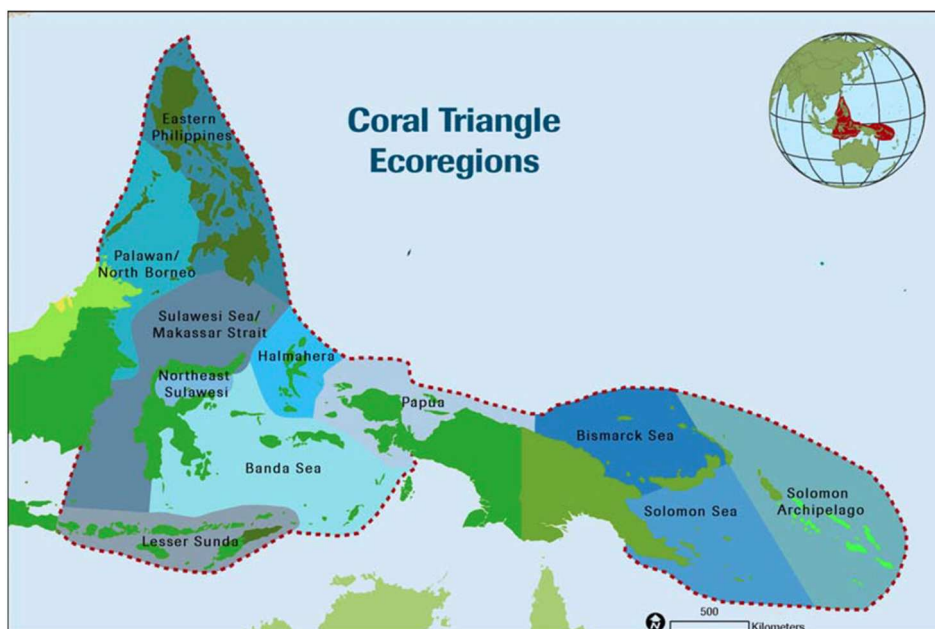 Coral Triangle
Ecoregions
Eastern
Philippines
Palawan/
North Borneo
Sulawesi Sea/
Makassar Strait
Halmahera
Northeast
Sulawesi
Papua
Banda Sea
Lesser Sunda
Bismarck Sea
Solomon Sea
Solomon
Archipelago
N
500
Kilometers